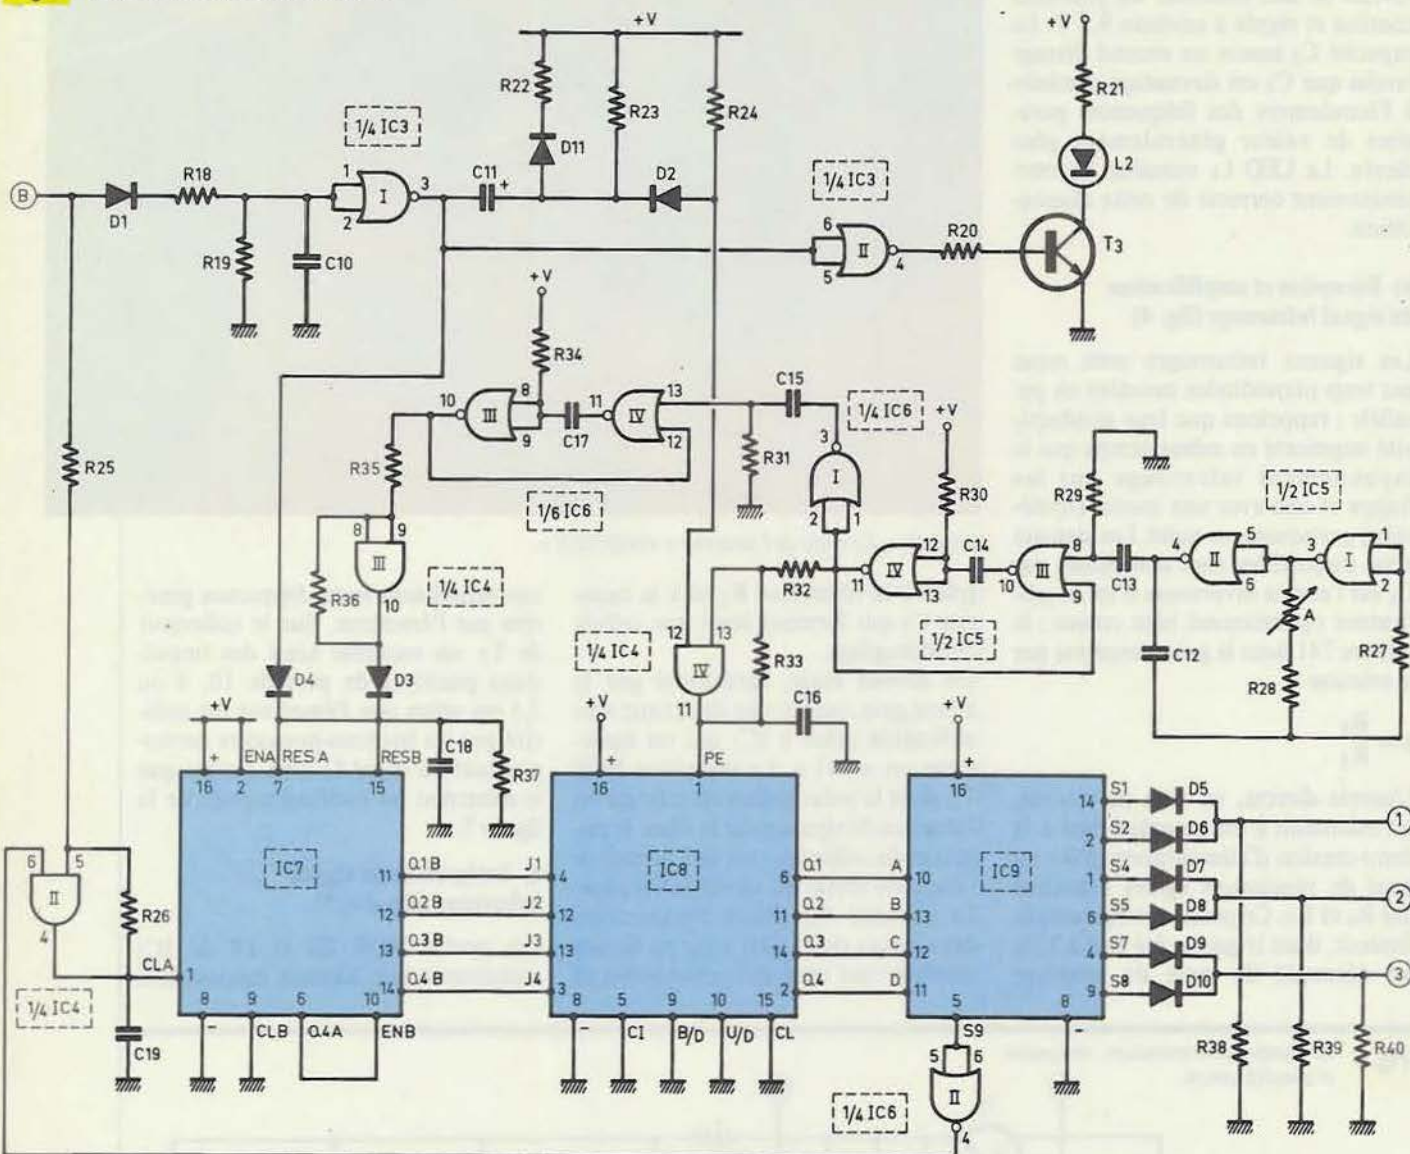 +V
+V
R22
R23
R24
R21
1/4 IC3
D11
L2
R18
1
I
3
C11
+
D2
1/4 IC3
B
D1
2
6
II
R20
T3
R19
C10
5
4
+V
R34
C15
1/4 IC6
+V
10
III
8
11
IV
13
3
R25
9
C17
12
R31
I
R30
R29
1/2 IC5
R35
2
1
1/6 IC6
8
9
12
8
4
II
5
3
I
1
III
1/4 IC4
R32
11
IV
C14
10
III
C13
6
2
R36
10
13
9
A
12
13
1/2 IC5
C12
R27
1/4 IC4
IV
R33
R28
D4
D3
11
C16
+V
+V
C18
+V
+
ENA
RES A
RESB
R37
+
PE
+
16
2
7
15
16
1
16
S1
D5
14
1
6
5
IC7
IC8
IC9
S2
D6
2
II
Q.1B
J1
Q.1
A
S4
D7
11
4
6
10
1
2
R26
Q.2B
J2
Q.2
B
S5
D8
4
12
12
11
13
6
Q.3B
J3
Q.3
C
S7
D9
CLA
1
13
13
14
12
4
3
Q.4B
J4
Q.4
D
S8
D10
1/4 IC4
14
3
2
11
9
8
9
6
10
8
5
9
10
15
5
8
C19
-
CLB
Q.4A
ENB
-
CI
B/D
U/D
CL
S9
-
R38
R39
R40
5
6
II
1/4 IC6
4